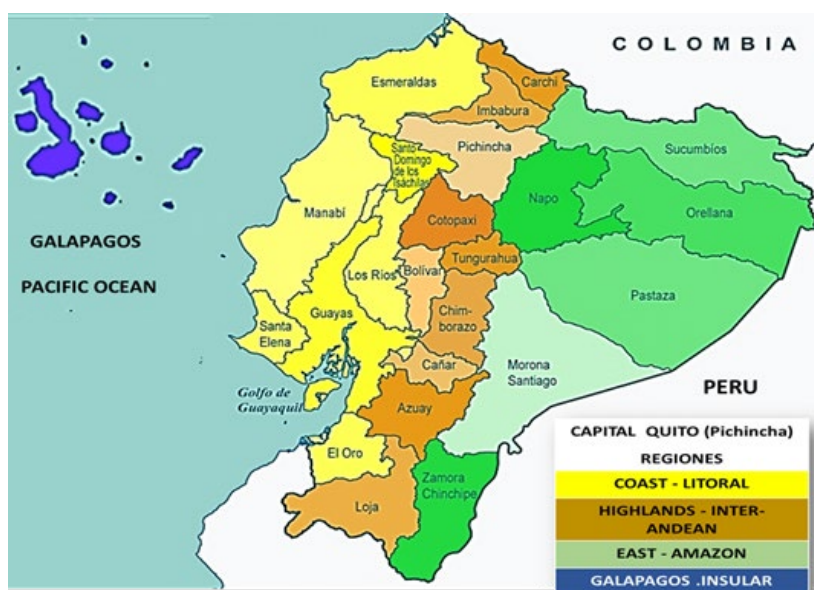 COLOMBIA
Esmeraldas
Carchi
Imbabura
Pichincha
Santo
Domingo
de los
Tsáchilas
Sucumbíos
Napo
Orellana
Manabí
Cotopaxi
GALAPAGOS
PACIFIC OCEAN
Los Ríos
Bolívar
Tungurahua
Pastaza
Guayas
Chim-
borazo
Santa
Elena
Cañar
Morona
Santiago
Golfo de
Guayaquil
Azuay
PERU
El Oro
Zamora
Chinchipe
Loja
CAPITAL QUITO (Pichincha)
REGIONES
COAST - LITORAL
HIGHLANDS - INTER-
ANDEAN
EAST - AMAZON
GALAPAGOS .INSULAR